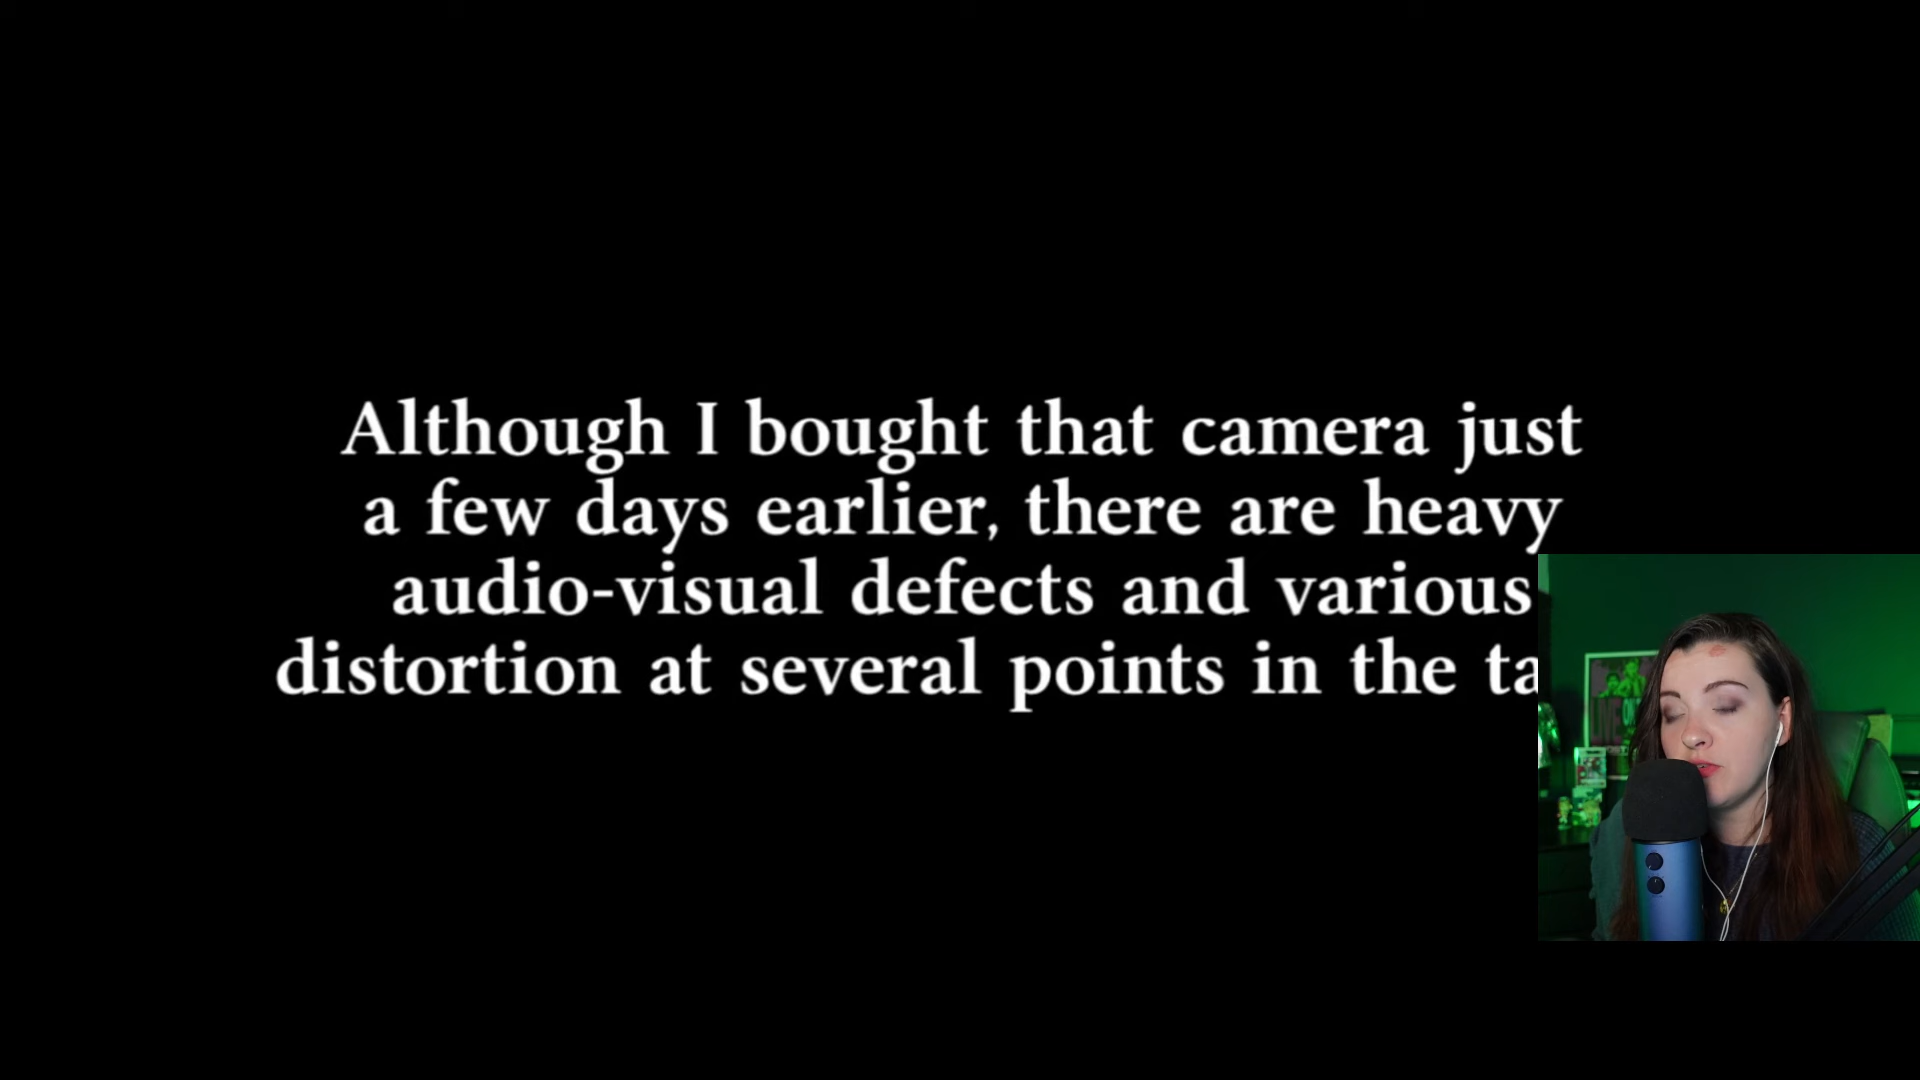 Although I bought that camera just
a few days earlier, there are heavy
audio-visual defects and various
distortion at several points in the